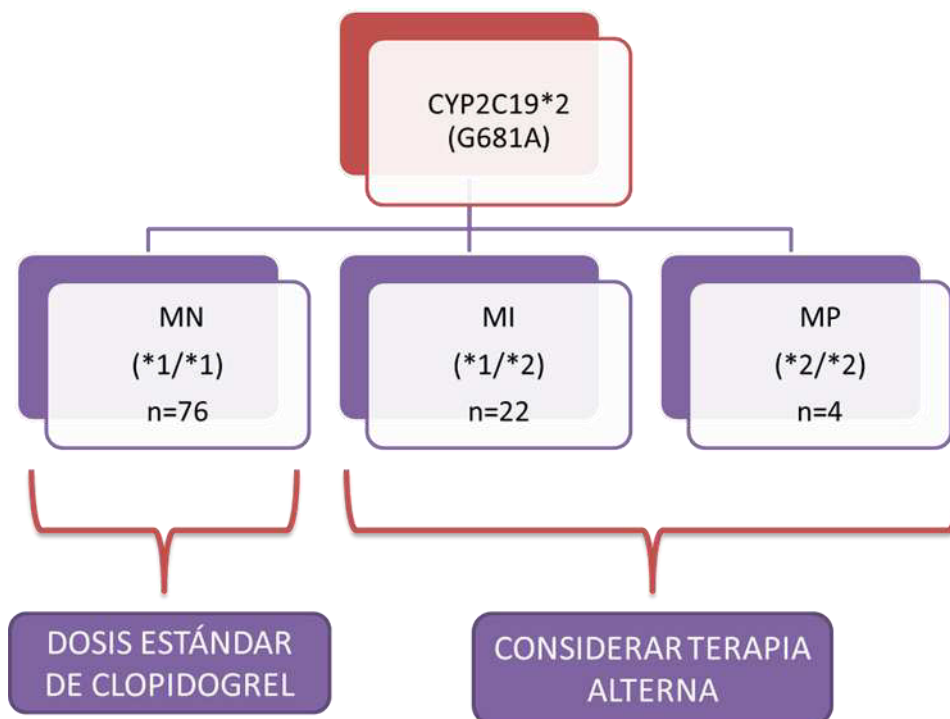 CYP2C19*2
(G681A)
MN
(*1/*1)
n=76
MI
(*1/*2)
n=22
MP
(*2/*2)
n=4
DOSIS ESTÁNDAR
DE CLOPIDOGREL
CONSIDERAR TERAPIA
ALTERNA